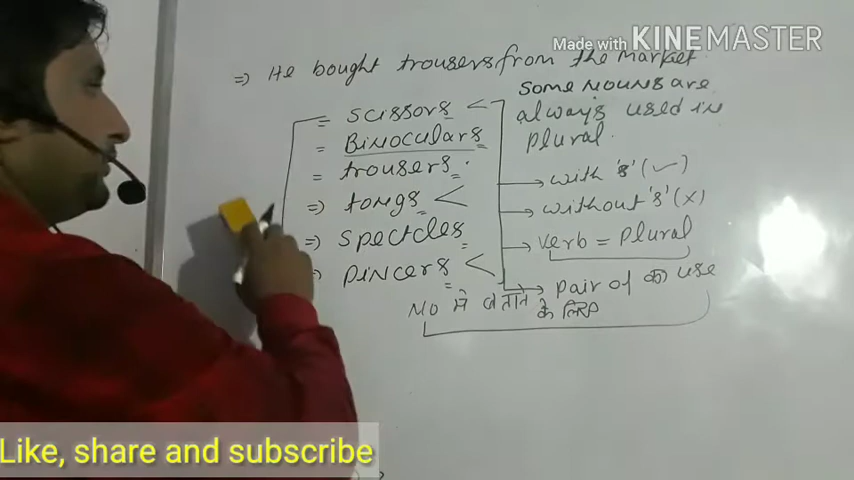 Made with KINEMASTER
⇒ He bought trousers from the market.
Some nouns are
always used in
plural.
= scissors
= Binoculars
= trousers.
⇒ tongs
⇒ spectcles
⇒ pincers
→ with 's' (✓)
→ without 's' (x)
→ verb = plural
→ pair of का use
No में बताने के लिए
Like, share and subscribe